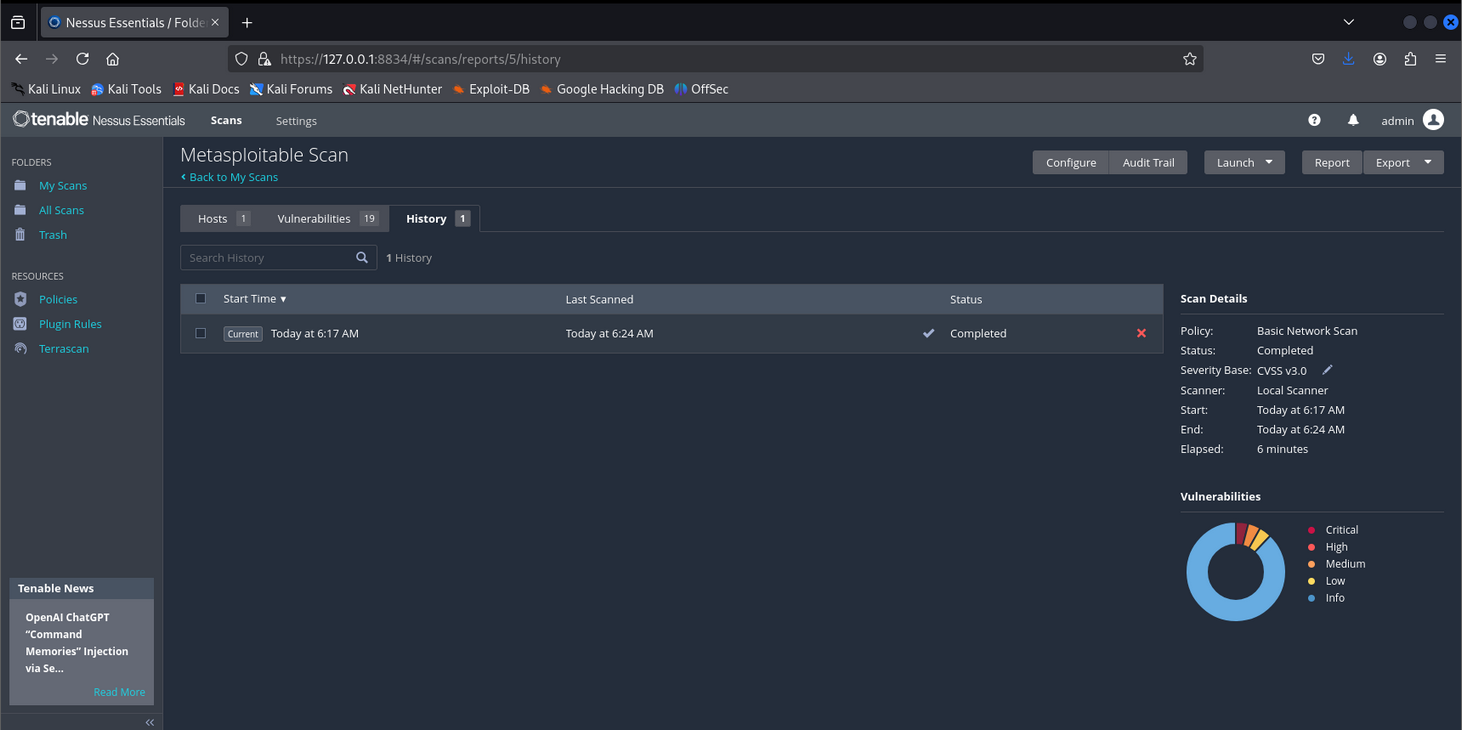 Nessus Essentials / Folde
https://127.0.0.1:8834/#/scans/reports/5/history
Kali Linux Kali Tools Kali Docs Kali Forums Kali NetHunter Exploit-DB Google Hacking DB OffSec
tenable Nessus Essentials Scans Settings admin
FOLDERS
My Scans
All Scans
Trash
RESOURCES
Policies
Plugin Rules
Terrascan
Tenable News
OpenAI ChatGPT
"Command
Memories" Injection
via Se...
Read More
Metasploitable Scan
Back to My Scans
Configure Audit Trail Launch Report Export
Hosts 1 Vulnerabilities 19 History 1
Search History 1 History
Start Time Last Scanned Status
Current Today at 6:17 AM Today at 6:24 AM Completed
Scan Details
Policy: Basic Network Scan
Status: Completed
Severity Base: CVSS v3.0
Scanner: Local Scanner
Start: Today at 6:17 AM
End: Today at 6:24 AM
Elapsed: 6 minutes
Vulnerabilities
Critical
High
Medium
Low
Info